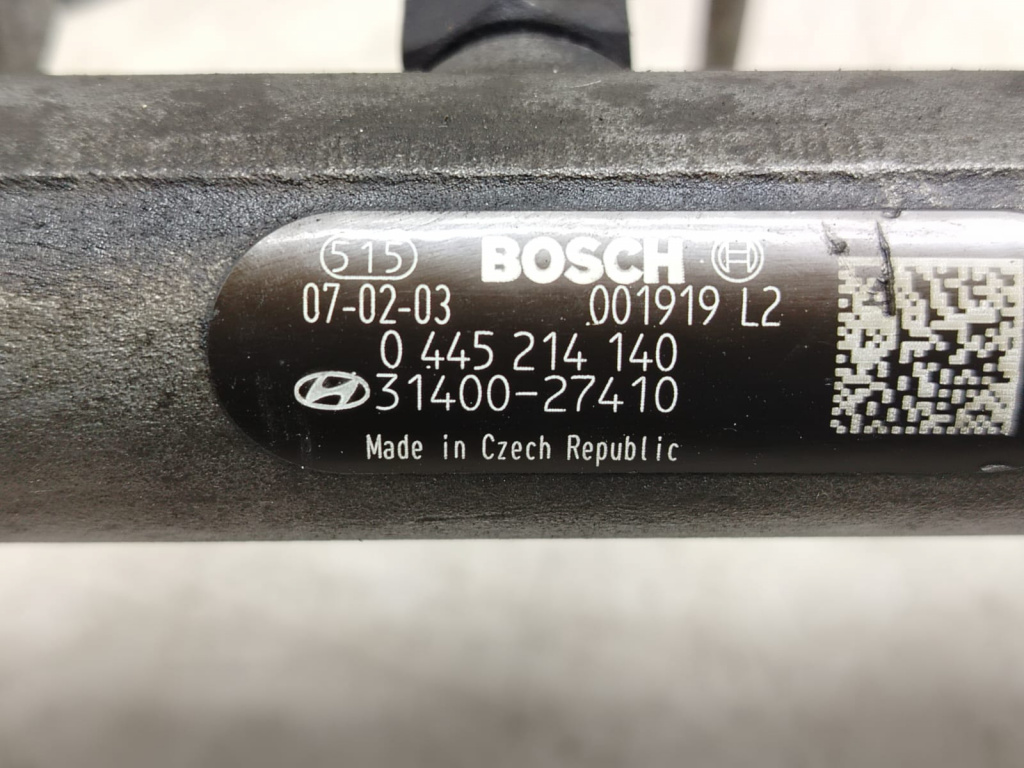 515 BOSCH
07-02-03 001919 L2
0 445 214 140
31400-27410
Made in Czech Republic